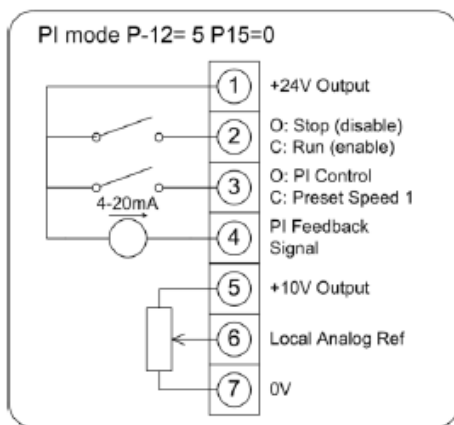 PI mode P-12= 5 P15=0
1 +24V Output
2 O: Stop (disable)
C: Run (enable)
3 O: PI Control
C: Preset Speed 1
4-20mA
4 PI Feedback
Signal
5 +10V Output
6 Local Analog Ref
7 0V